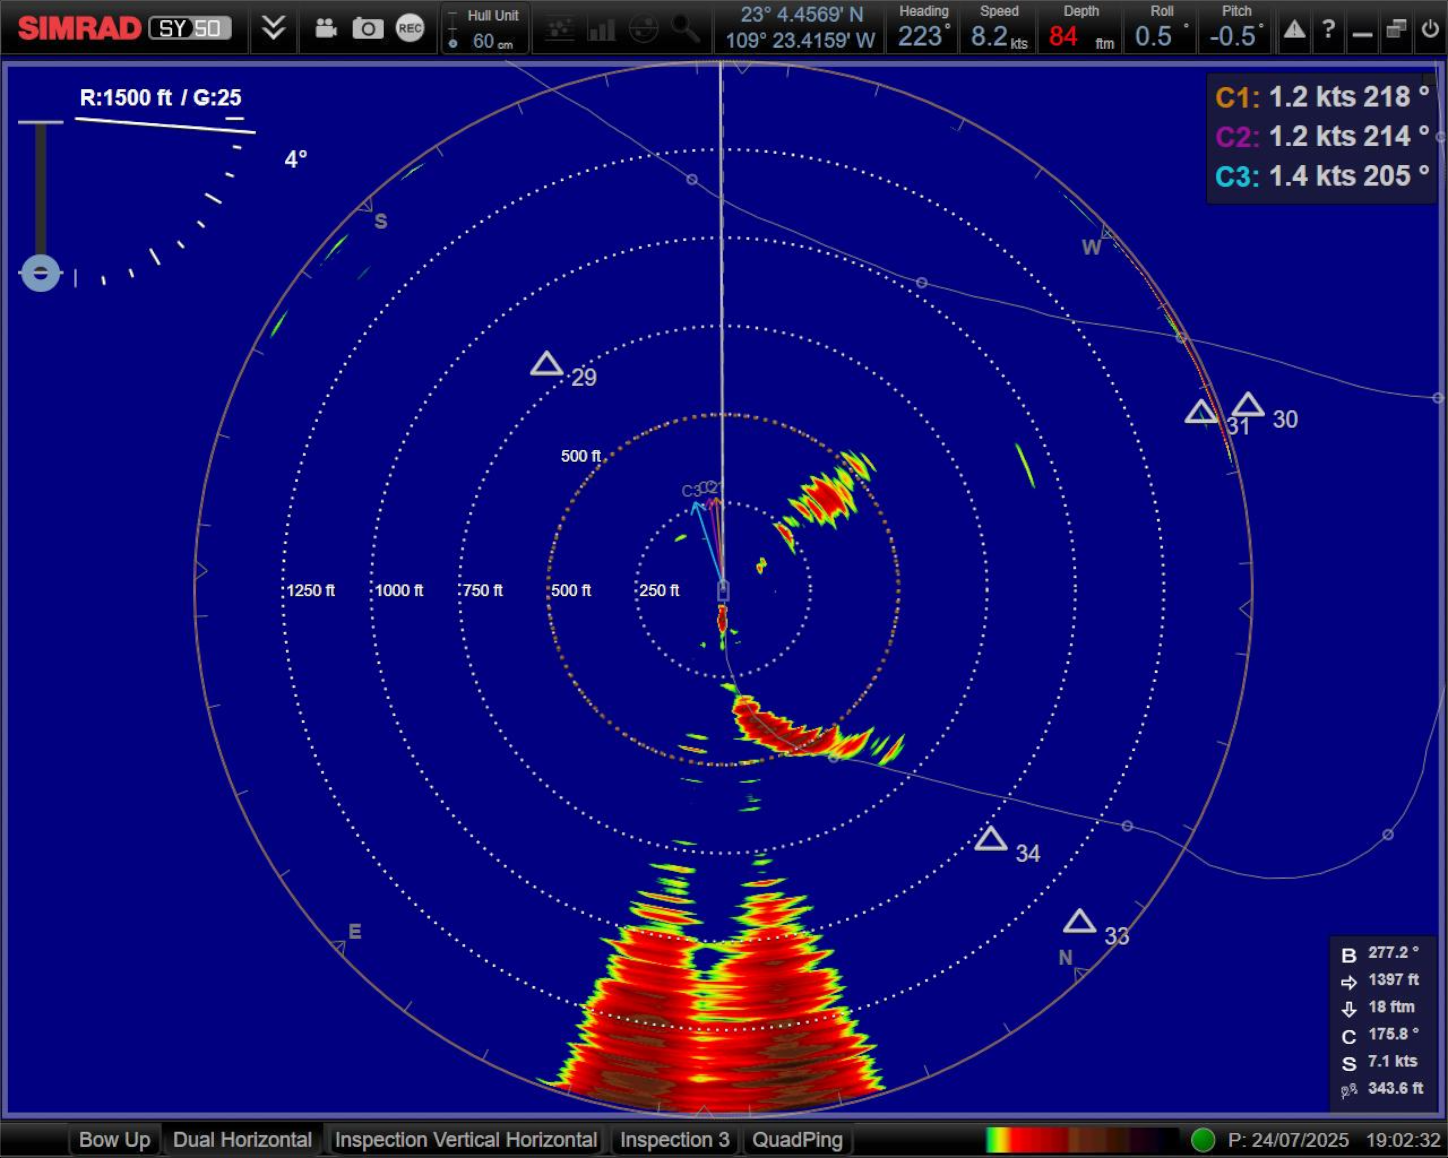 SIMRAD SY50
REC
Hull Unit
60 cm
23° 4.4569' N
109° 23.4159' W
Heading
223°
Speed
8.2 kts
Depth
84 ftm
Roll
0.5 °
Pitch
-0.5°
?
R:1500 ft / G:25
4°
C1: 1.2 kts 218 °
C2: 1.2 kts 214 °
C3: 1.4 kts 205 °
S
W
29
31
30
500 ft
C3
1250 ft
1000 ft
750 ft
500 ft
250 ft
34
33
E
N
B 277.2 °
1397 ft
18 ftm
C 175.8 °
S 7.1 kts
343.6 ft
Bow Up
Dual Horizontal
Inspection Vertical Horizontal
Inspection 3
QuadPing
P: 24/07/2025 19:02:32